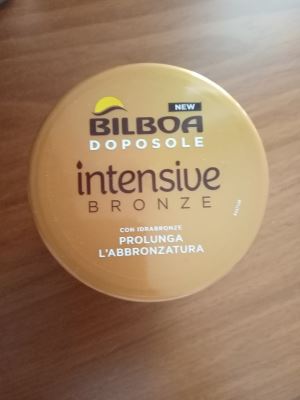 NEW
BILBOA
DOPOSOLE
intensive
BRONZE
CON IDRABRONZE
PROLUNGA
L'ABBRONZATURA